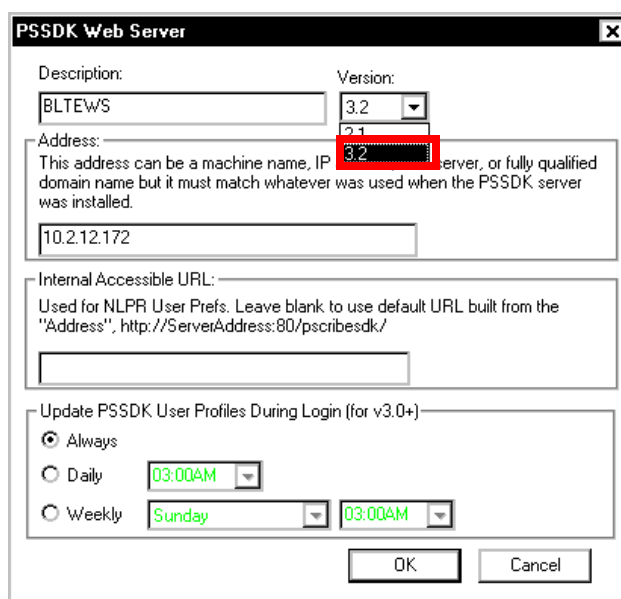 PSSDK Web Server
Description:
Version:
BLTEWS
3.2
3.2
Address:
This address can be a machine name, IP server, or fully qualified
domain name but it must match whatever was used when the PSSDK server
was installed.
10.2.12.172
Internal Accessible URL:
Used for NLPR User Prefs. Leave blank to use default URL built from the
"Address", http://ServerAddress:80/pscribesdk/
Update PSSDK User Profiles During Login (for v3.0+)
Always
Daily
03:00AM
Weekly
Sunday
03:00AM
OK
Cancel